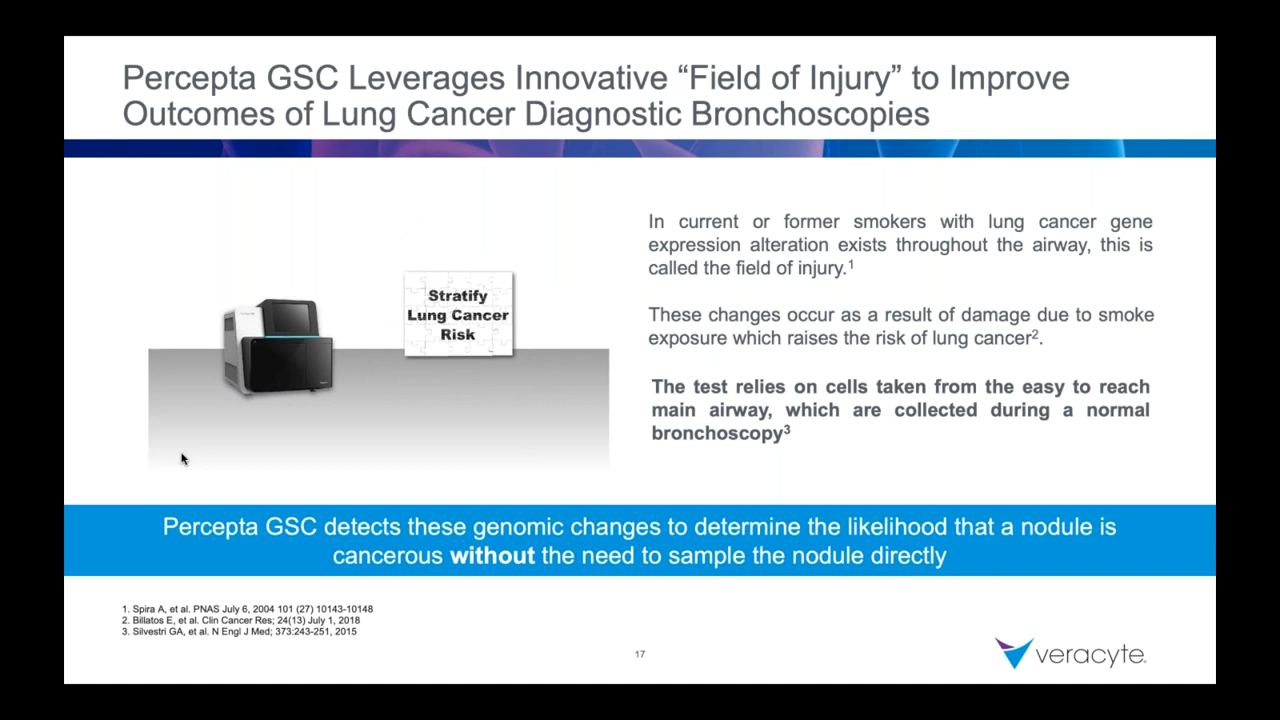 Percepta GSC Leverages Innovative “Field of Injury” to Improve
Outcomes of Lung Cancer Diagnostic Bronchoscopies
Stratify
Lung Cancer
Risk
In current or former smokers with lung cancer gene
expression alteration exists throughout the airway, this is
called the field of injury.¹
These changes occur as a result of damage due to smoke
exposure which raises the risk of lung cancer².
The test relies on cells taken from the easy to reach
main airway, which are collected during a normal
bronchoscopy³
Percepta GSC detects these genomic changes to determine the likelihood that a nodule is
cancerous without the need to sample the nodule directly
1. Spira A, et al. PNAS July 6, 2004 101 (27) 10143-10148
2. Billatos E, et al. Clin Cancer Res; 24(13) July 1, 2018
3. Silvestri GA, et al. N Engl J Med; 373:243-251, 2015
17
veracyte.